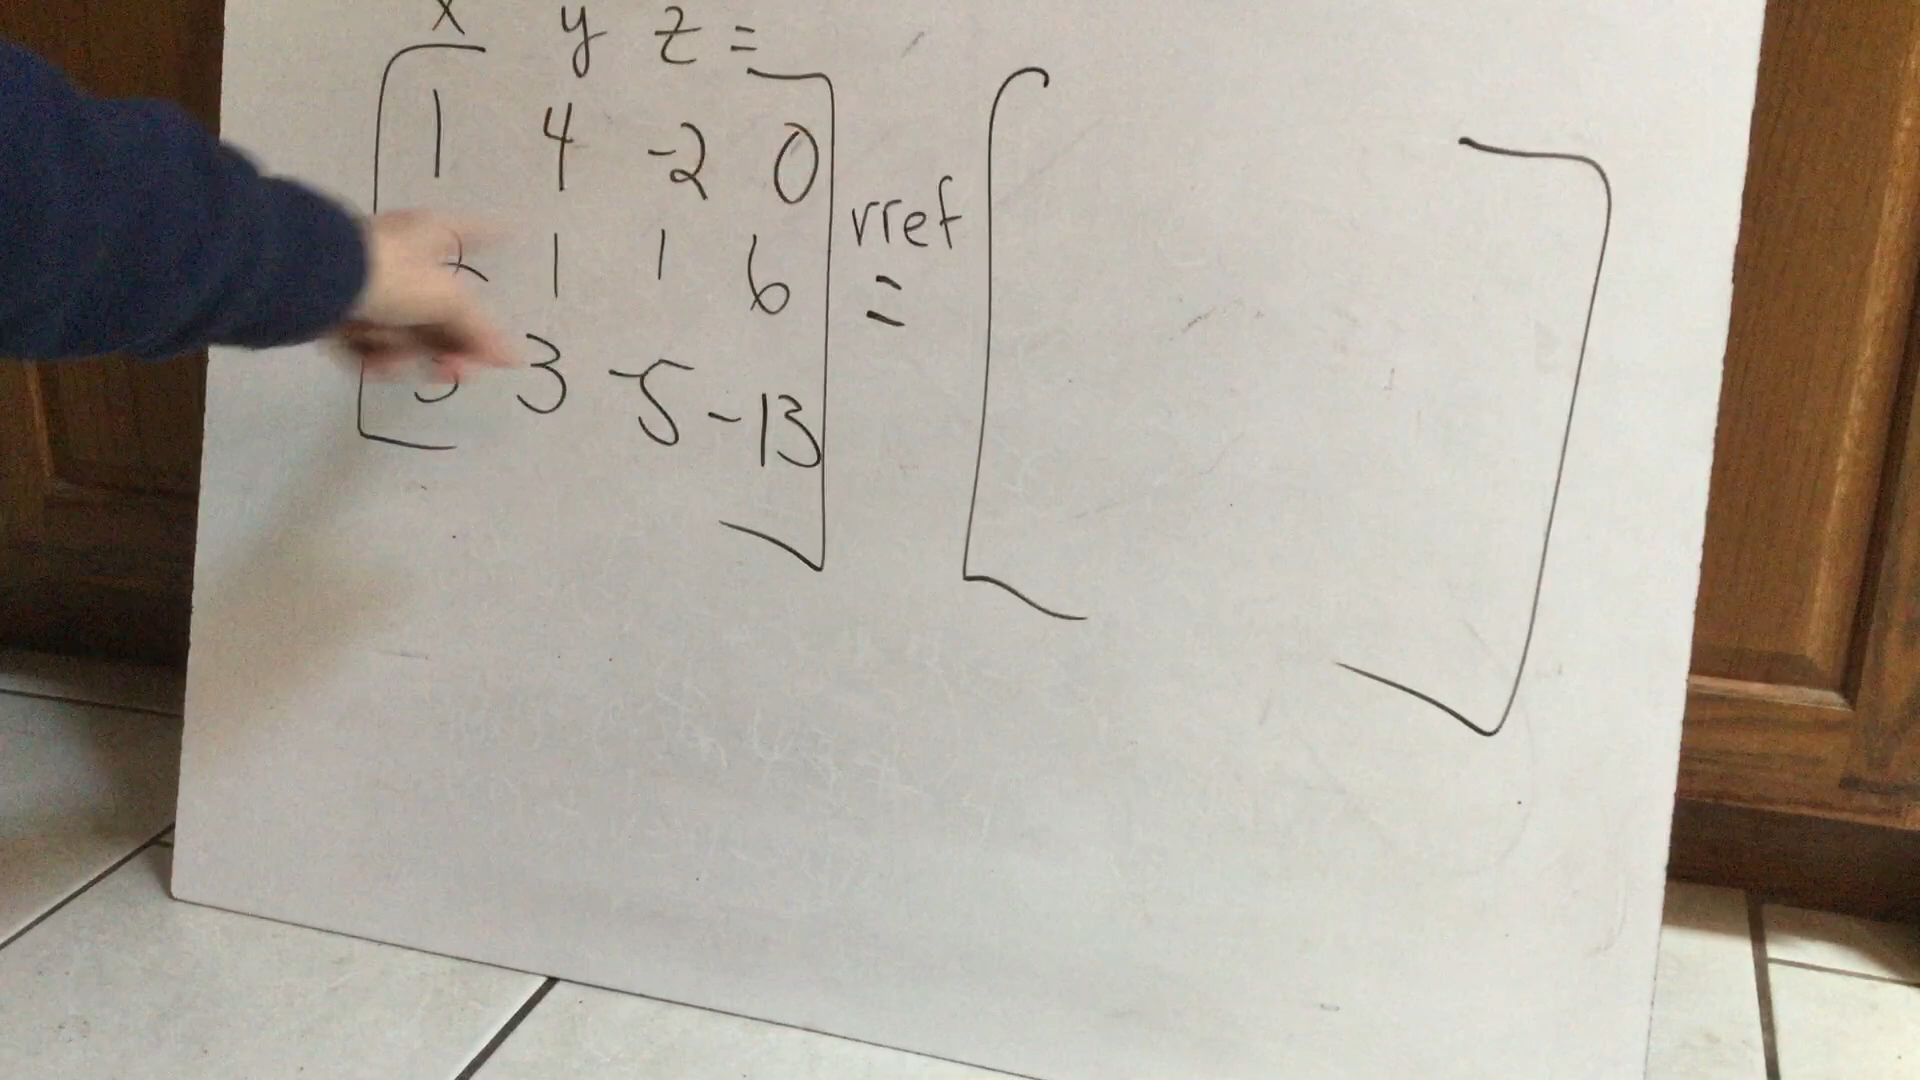 x y z =
1 4 -2 0
1 1 6
3 -5 -13
rref
=